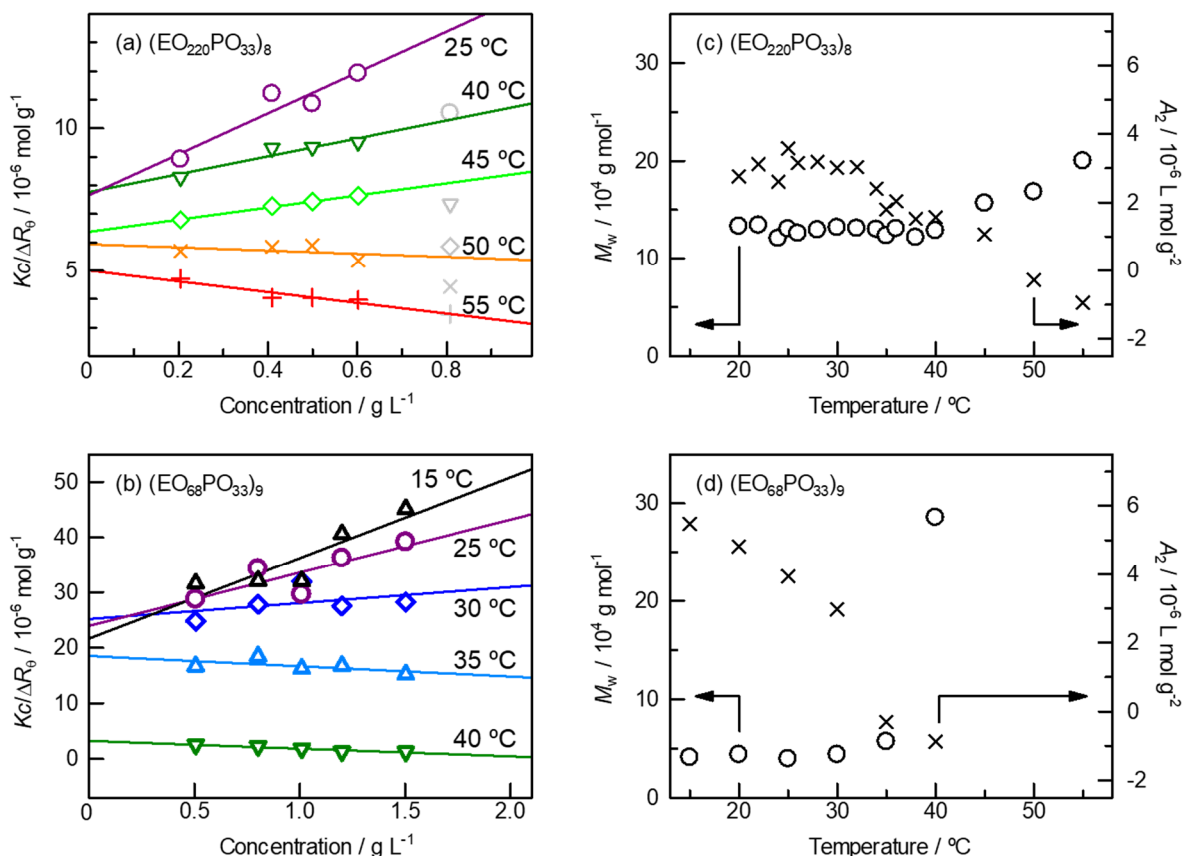 (a) (EO₂₂₀PO₃₃)₈
25 ºC
40 ºC
45 ºC
50 ºC
55 ºC
10
5
0
0.2
0.4
0.6
0.8
Kc/ΔRθ / 10⁻⁶ mol g⁻¹
Concentration / g L⁻¹
(c) (EO₂₂₀PO₃₃)₈
30
20
10
0
6
4
2
0
-2
20
30
40
50
Mw / 10⁴ g mol⁻¹
A₂ / 10⁻⁶ L mol g⁻²
Temperature / ºC
(b) (EO₆₈PO₃₃)₉
15 ºC
25 ºC
30 ºC
35 ºC
40 ºC
50
40
30
20
10
0
0
0.5
1.0
1.5
2.0
Kc/ΔRθ / 10⁻⁶ mol g⁻¹
Concentration / g L⁻¹
(d) (EO₆₈PO₃₃)₉
30
20
10
0
6
4
2
0
-2
20
30
40
50
Mw / 10⁴ g mol⁻¹
A₂ / 10⁻⁶ L mol g⁻²
Temperature / ºC